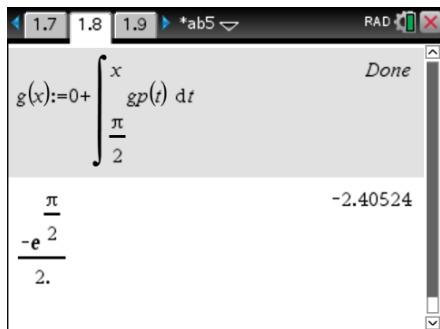 1.7 1.8 1.9 *ab5 RAD
g(x):=0+∫ x π/2 gp(t) dt Done
-e^(π/2)/2. -2.40524